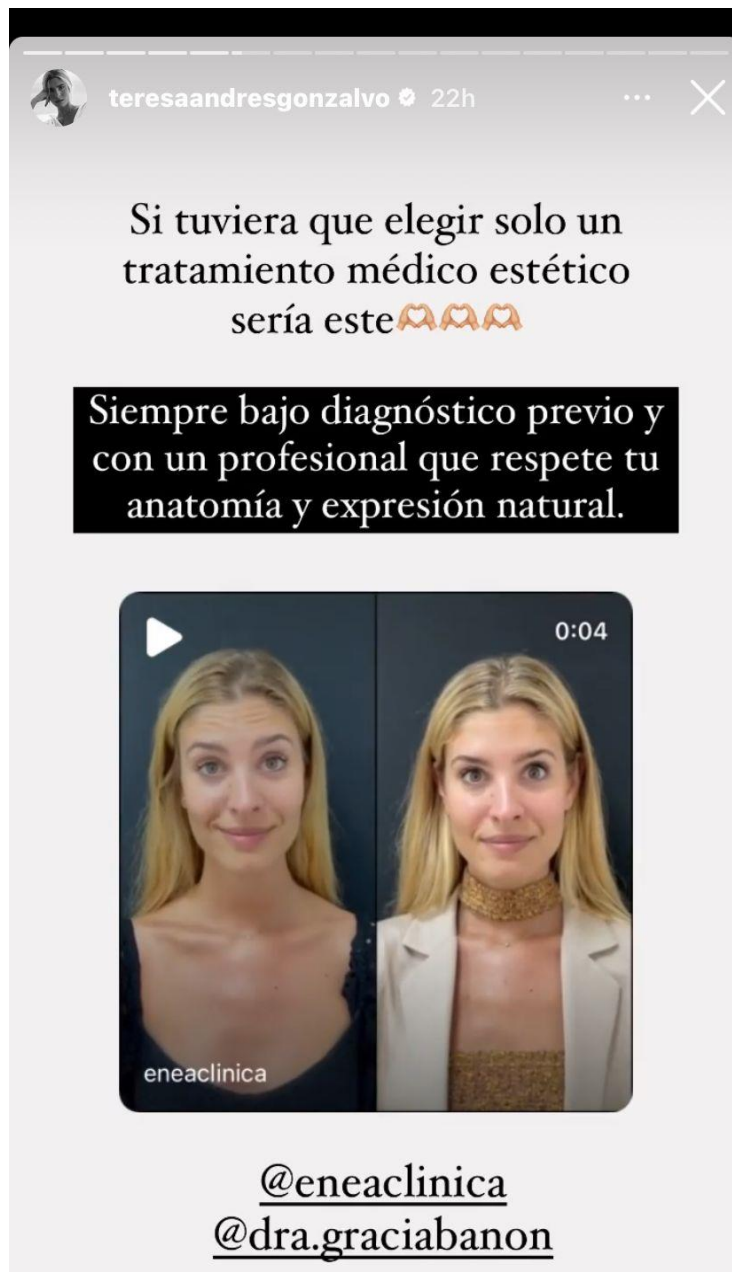 teresaandresgonzalvo 22h
Si tuviera que elegir solo un
tratamiento médico estético
sería este🫶🏼🫶🏼🫶🏼
Siempre bajo diagnóstico previo y
con un profesional que respete tu
anatomía y expresión natural.
0:04
eneaclinica
@eneaclinica
@dra.graciabanon